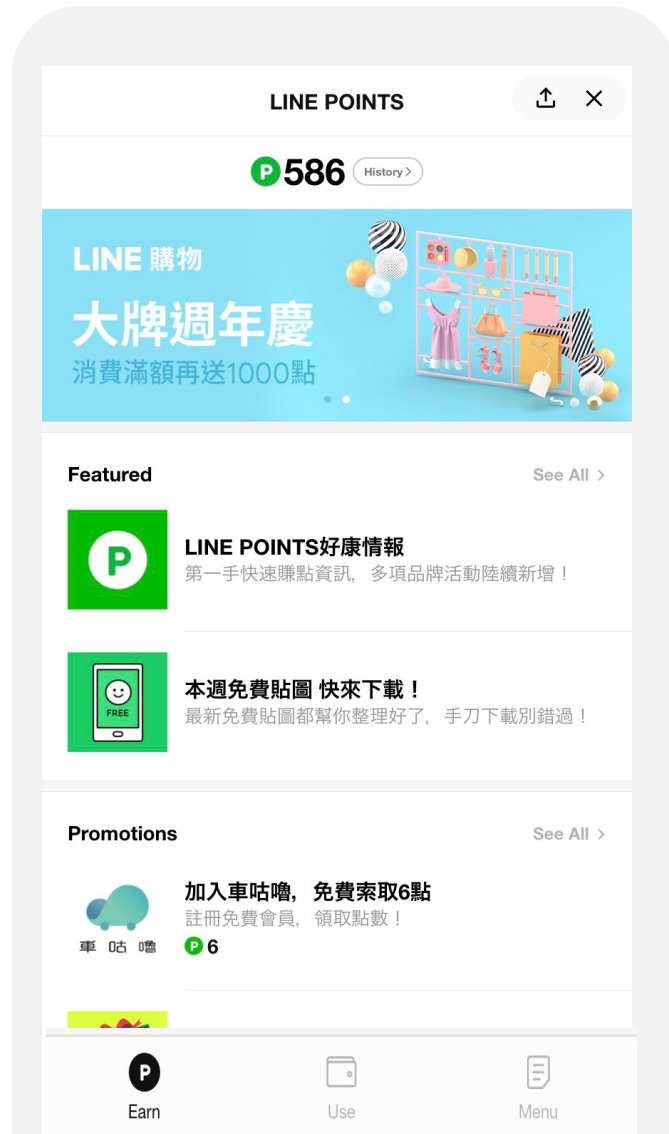 LINE POINTS
P 586 History >
LINE 購物
大牌週年慶
消費滿額再送1000點
Featured
See All >
P
LINE POINTS好康情報
第一手快速賺點資訊，多項品牌活動陸續新增！
FREE
本週免費貼圖 快來下載！
最新免費貼圖都幫你整理好了，手刀下載別錯過！
Promotions
See All >
車咕嚕
加入車咕嚕，免費索取6點
註冊免費會員，領取點數！
P 6
P
Earn
Use
Menu